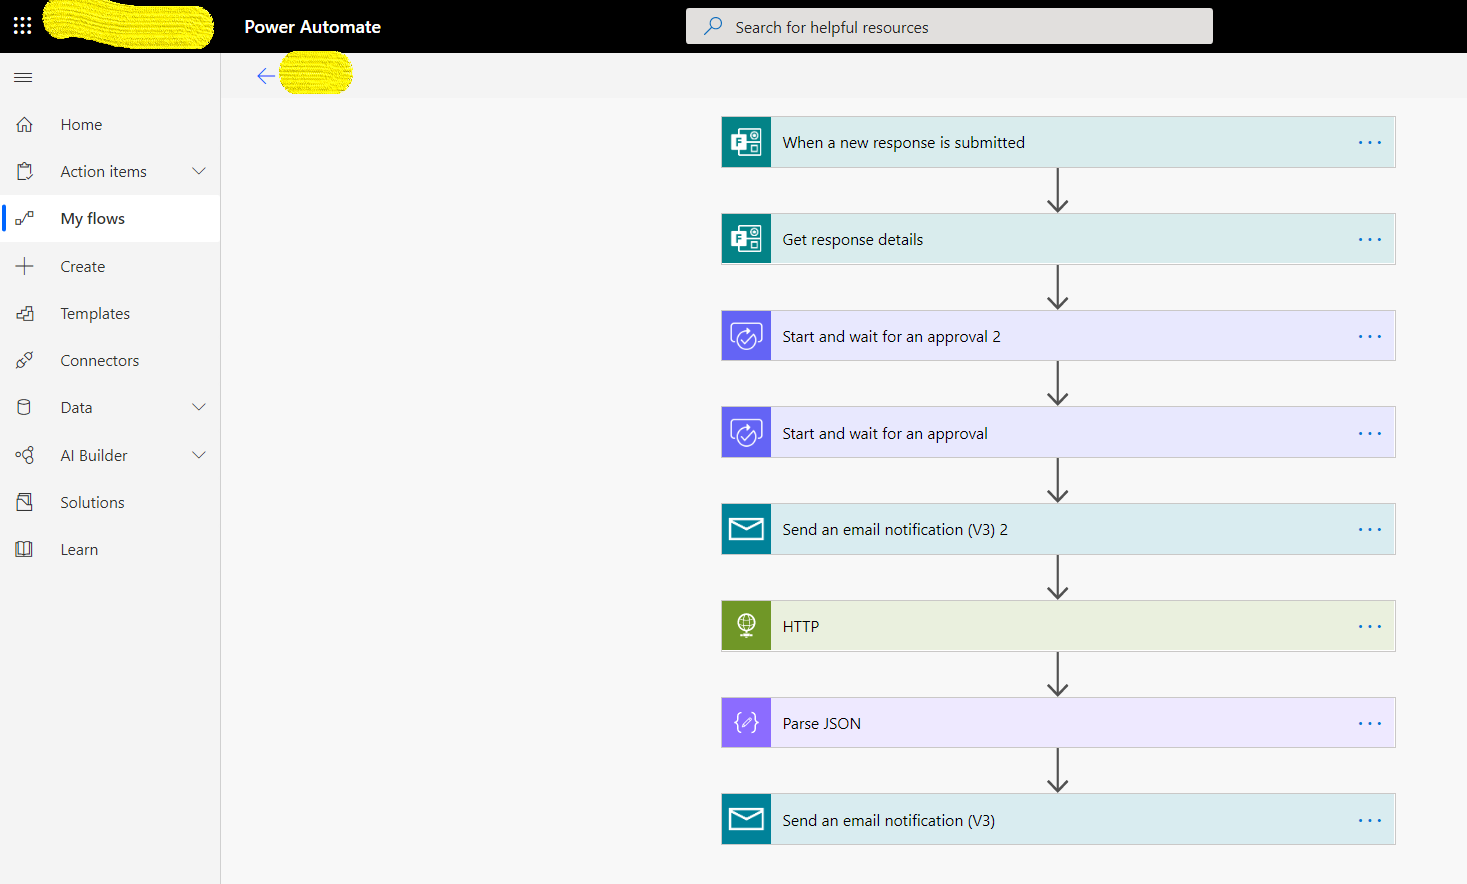 Power Automate
Search for helpful resources
Home
Action items
My flows
Create
Templates
Connectors
Data
AI Builder
Solutions
Learn
When a new response is submitted
Get response details
Start and wait for an approval 2
Start and wait for an approval
Send an email notification (V3) 2
HTTP
Parse JSON
Send an email notification (V3)